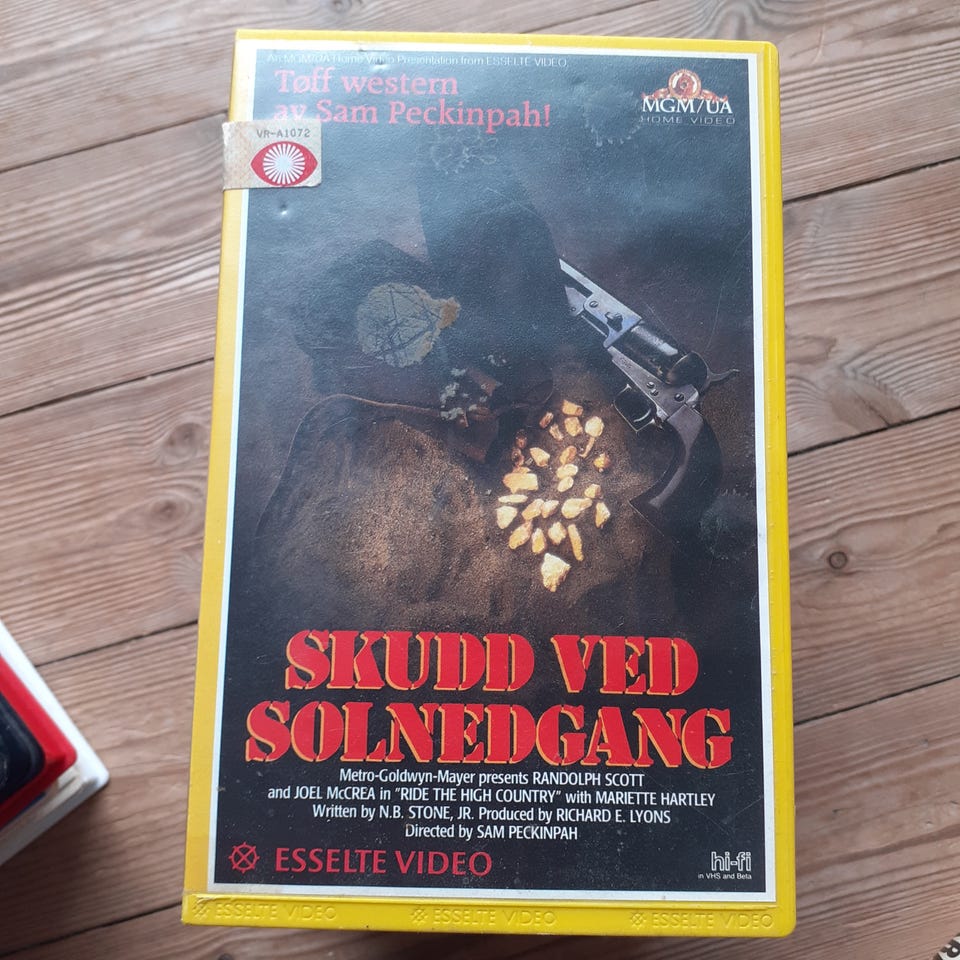 An MGM/UA Home Video Presentation from ESSELTE VIDEO.
Tøff western
av Sam Peckinpah!
MGM/UA
HOME VIDEO
VR-A1072
SKUDD VED
SOLNEDGANG
Metro-Goldwyn-Mayer presents RANDOLPH SCOTT
and JOEL McCREA in "RIDE THE HIGH COUNTRY" with MARIETTE HARTLEY
Written by N.B. STONE, JR. Produced by RICHARD E. LYONS
Directed by SAM PECKINPAH
ESSELTE VIDEO
hi-fi
in VHS and Beta
ESSELTE VIDEO ESSELTE VIDEO ESSELTE VIDEO